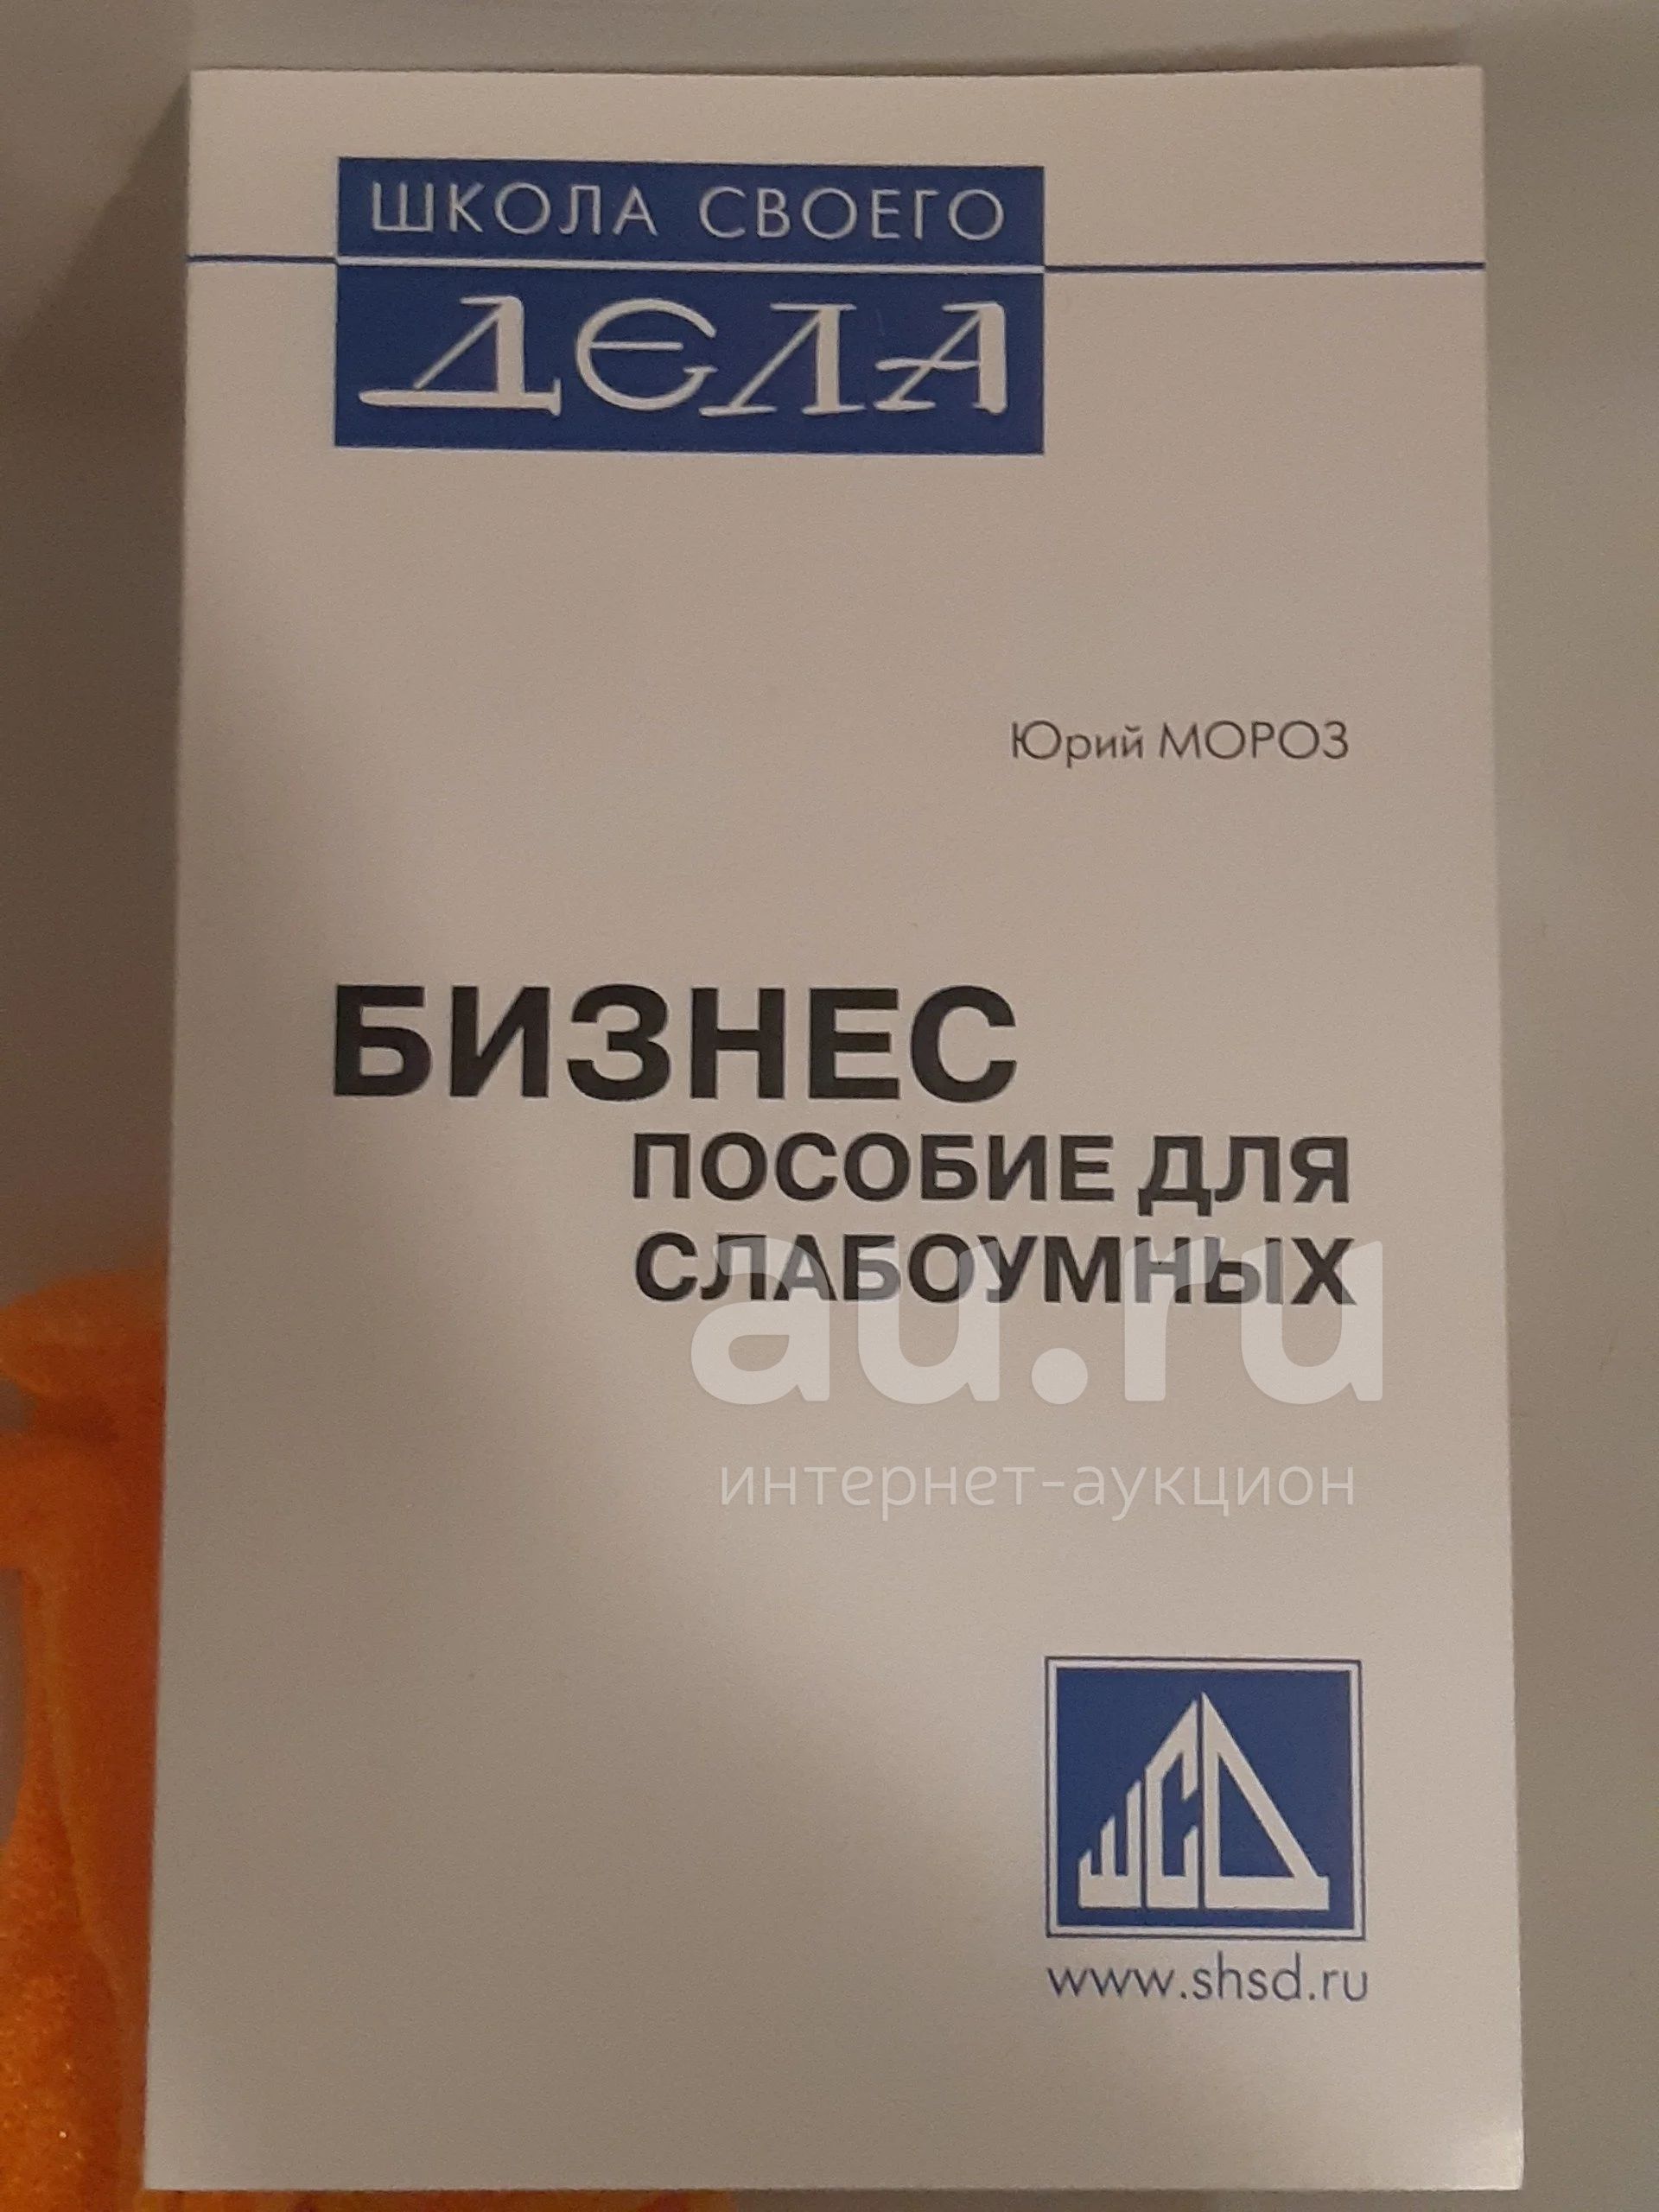 ШКОЛА СВОЕГО
ДЕЛА
Юрий МОРОЗ
БИЗНЕС
ПОСОБИЕ ДЛЯ
СЛАБОУМНЫХ
au.ru
интернет-аукцион
ШСД
www.shsd.ru